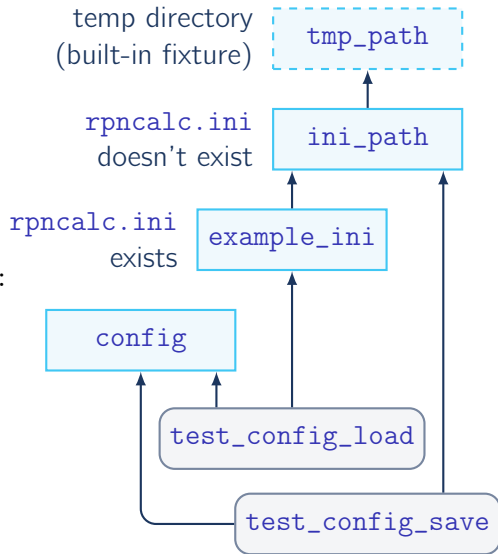 temp directory
(built-in fixture)
tmp_path
rpncalc.ini
doesn't exist
ini_path
rpncalc.ini
exists
example_ini
:
config
test_config_load
test_config_save